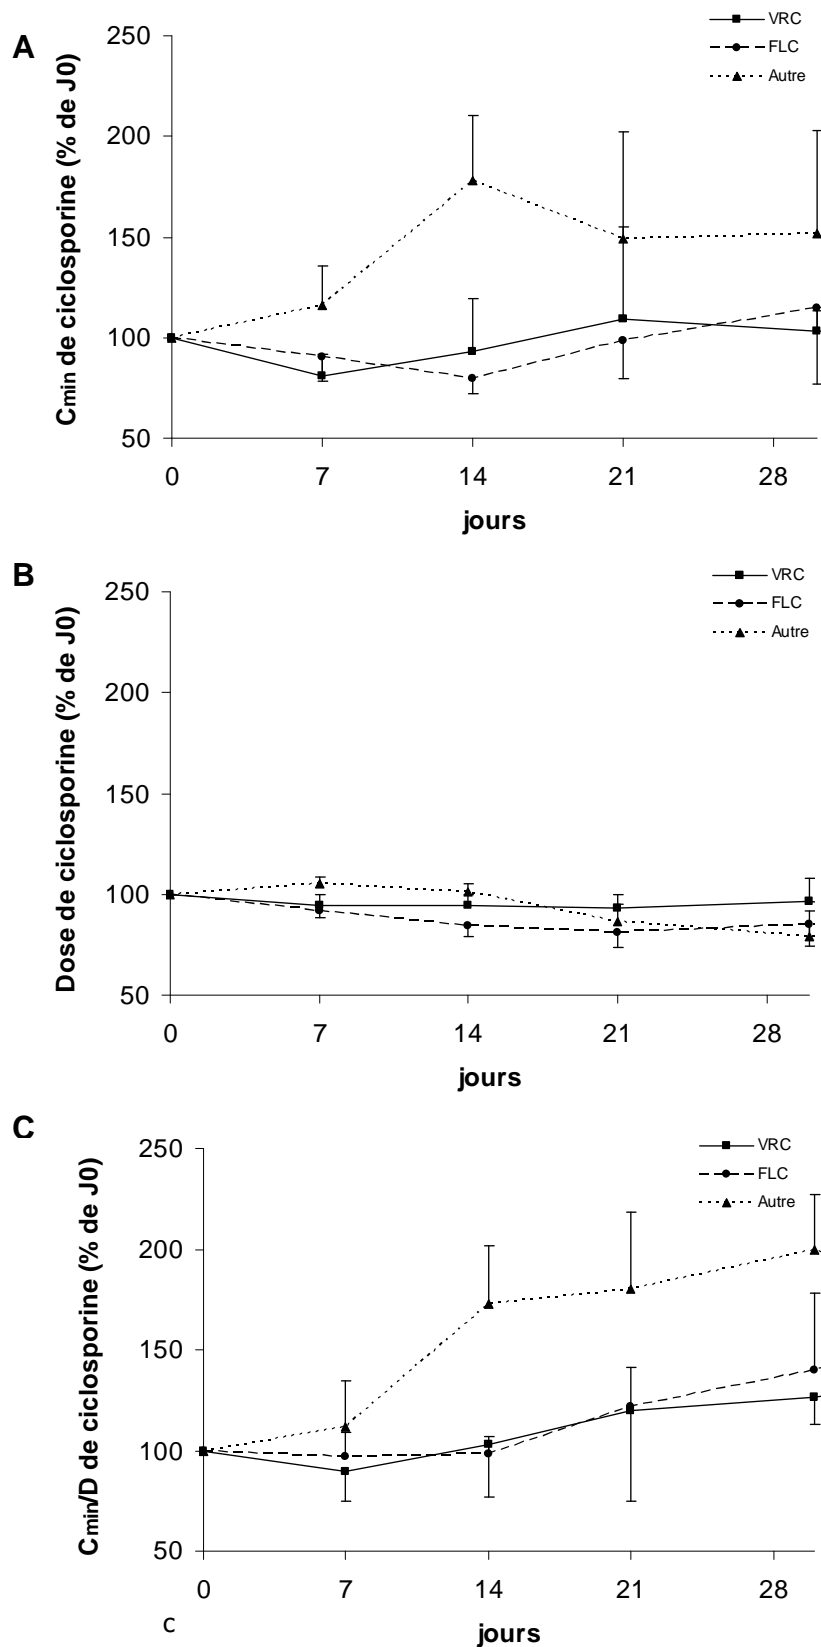 A
Cmin de ciclosporine (% de J0)
250
200
150
100
50
0 7 14 21 28
jours
VRC
FLC
Autre
B
Dose de ciclosporine (% de J0)
250
200
150
100
50
0 7 14 21 28
jours
VRC
FLC
Autre
C
Cmin/D de ciclosporine (% de J0)
250
200
150
100
50
0 7 14 21 28
c
jours
VRC
FLC
Autre